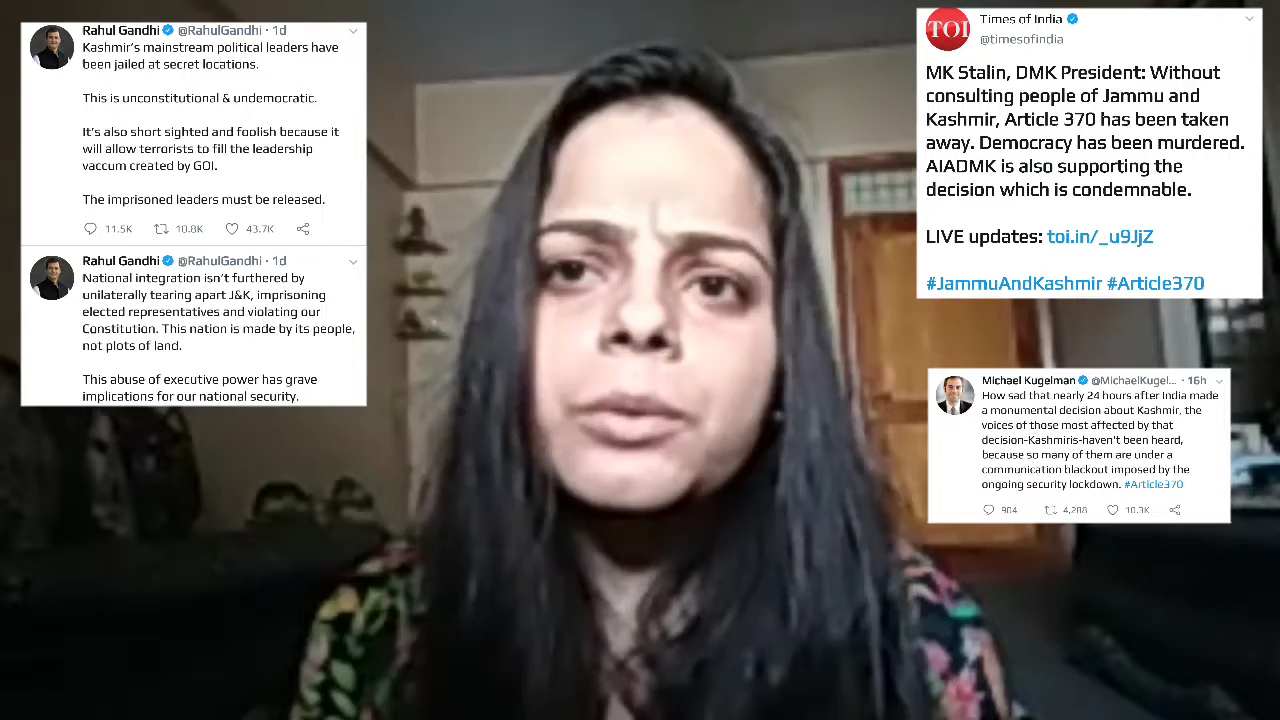 Rahul Gandhi @RahulGandhi · 1d
Kashmir's mainstream political leaders have
been jailed at secret locations.
This is unconstitutional & undemocratic.
It's also short sighted and foolish because it
will allow terrorists to fill the leadership
vaccum created by GOI.
The imprisoned leaders must be released.
11.5K 10.8K 43.7K
Rahul Gandhi @RahulGandhi · 1d
National integration isn't furthered by
unilaterally tearing apart J&K, imprisoning
elected representatives and violating our
Constitution. This nation is made by its people,
not plots of land.
This abuse of executive power has grave
implications for our national security.
TOI
Times of India
@timesofindia
MK Stalin, DMK President: Without
consulting people of Jammu and
Kashmir, Article 370 has been taken
away. Democracy has been murdered.
AIADMK is also supporting the
decision which is condemnable.
LIVE updates: toi.in/_u9JjZ
#JammuAndKashmir #Article370
Michael Kugelman @MichaelKugel... · 16h
How sad that nearly 24 hours after India made
a monumental decision about Kashmir, the
voices of those most affected by that
decision-Kashmiris-haven't been heard,
because so many of them are under a
communication blackout imposed by the
ongoing security lockdown. #Article370
904 4,288 10.3K